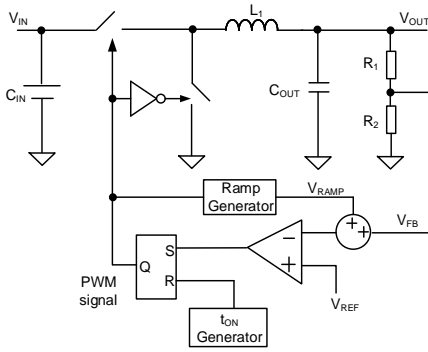 V_IN
L_1
V_OUT
C_IN
C_OUT
R_1
R_2
Ramp
Generator
V_RAMP
V_FB
+
+
−
+
S
Q
R
PWM
signal
V_REF
t_ON
Generator